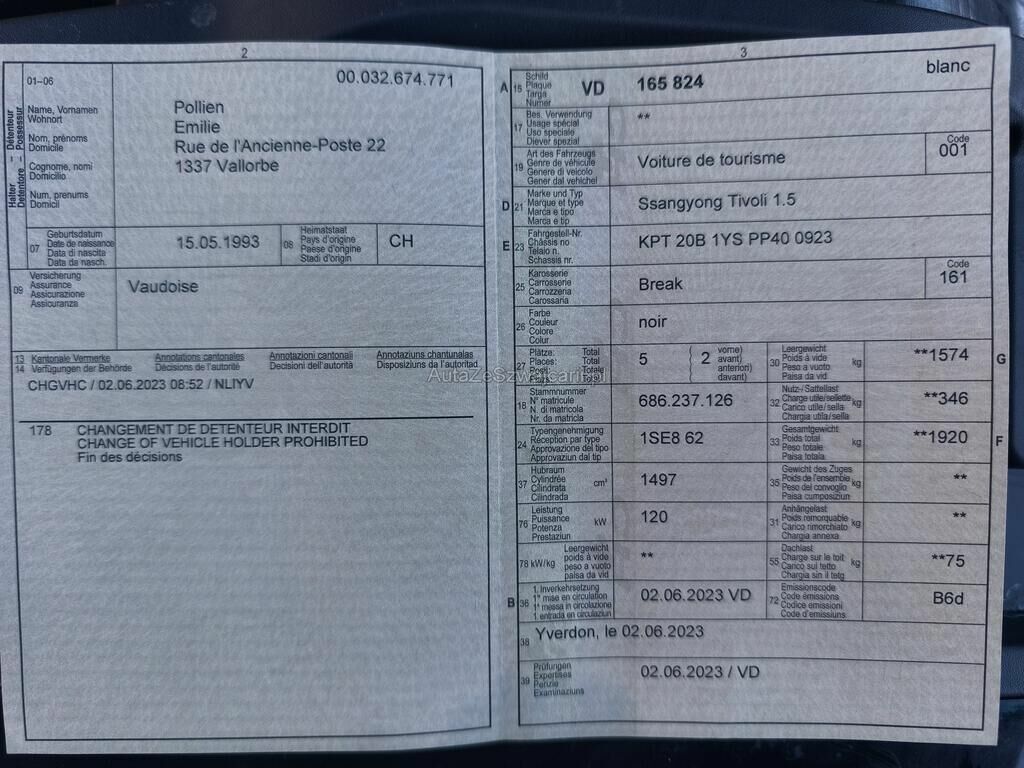 2
00.032.674.771
01-06
Halter – Détenteur
Detentore – Possessur
Name, Vornamen
Wohnort
Nom, prénoms
Domicile
Cognome, nomi
Domicilio
Num, prenums
Domicil
Pollien
Emilie
Rue de l'Ancienne-Poste 22
1337 Vallorbe
07
Geburtsdatum
Date de naissance
Data di nascita
Data da nasch.
15.05.1993
08
Heimatstaat
Pays d'origine
Paese d'origine
Stadi d'origin
CH
09
Versicherung
Assurance
Assicurazione
Assicuranza
Vaudoise
13 Kantonale Vermerke
14 Verfügungen der Behörde
Annotations cantonales
Décisions de l'autorité
Annotazioni cantonali
Decisioni dell'autorità
Annotaziuns chantunalas
Disposiziuns da l'autoritad
CHGVHC / 02.06.2023 08:52 / NLIYV
178 CHANGEMENT DE DETENTEUR INTERDIT
CHANGE OF VEHICLE HOLDER PROHIBITED
Fin des décisions
AutaZeSzwajcarii.pl
3
blanc
A 15
Schild
Plaque
Targa
Numer
VD 165 824
17
Bes. Verwendung
Usage spécial
Uso speciale
Diever spezial
**
19
Art des Fahrzeugs
Genre de véhicule
Genere di veicolo
Gener dal vehichel
Voiture de tourisme
Code
001
D 21
Marke und Typ
Marque et type
Marca e tipo
Marca e tip
Ssangyong Tivoli 1.5
E 23
Fahrgestell-Nr.
Châssis no
Telaio n.
Schassis nr.
KPT 20B 1YS PP40 0923
25
Karosserie
Carrosserie
Carrozzeria
Carossaria
Break
Code
161
26
Farbe
Couleur
Colore
Colur
noir
27
Plätze: Total
Places: Total
Posti: Totale
Total
5
( 2
vorne)
avant)
anteriori)
davant)
30
Leergewicht
Poids à vide
Peso a vuoto
Paisa da vid
kg
**1574
G
18
Stammnummer
N° matricule
N. di matricola
Nr. da matricla
686.237.126
32
Nutz-/Sattellast
Charge utile/sellette
Carico utile/sella
Chargia utila/sella
kg
**346
24
Typengenehmigung
Réception par type
Approvazione del tipo
Approvaziun dal tip
1SE8 62
33
Gesamtgewicht
Poids total
Peso totale
Paisa totala
kg
**1920
F
37
Hubraum
Cylindrée
Cilindrata
Cilindrada
cm³
1497
35
Gewicht des Zuges
Poids de l'ensemble
Peso del convoglio
Paisa cumposiziun
kg
**
76
Leistung
Puissance
Potenza
Prestaziun
kW
120
31
Anhängelast
Poids remorquable
Carico rimorchiato
Chargia annexa
kg
**
78 kW/kg
Leergewicht
poids à vide
peso a vuoto
paisa da vid
**
55
Dachlast
Charge sur le toit
Carico sul tetto
Chargia sin il tetg
kg
**75
B 36
1. Inverkehrsetzung
1re mise en circulation
1a messa in circolazione
1. entrada en circulaziun
02.06.2023 VD
72
Emissionscode
Code émissions
Codice emissioni
Code d'emissiuns
B6d
38
Yverdon, le 02.06.2023
39
Prüfungen
Expertises
Perizie
Examinaziuns
02.06.2023 / VD